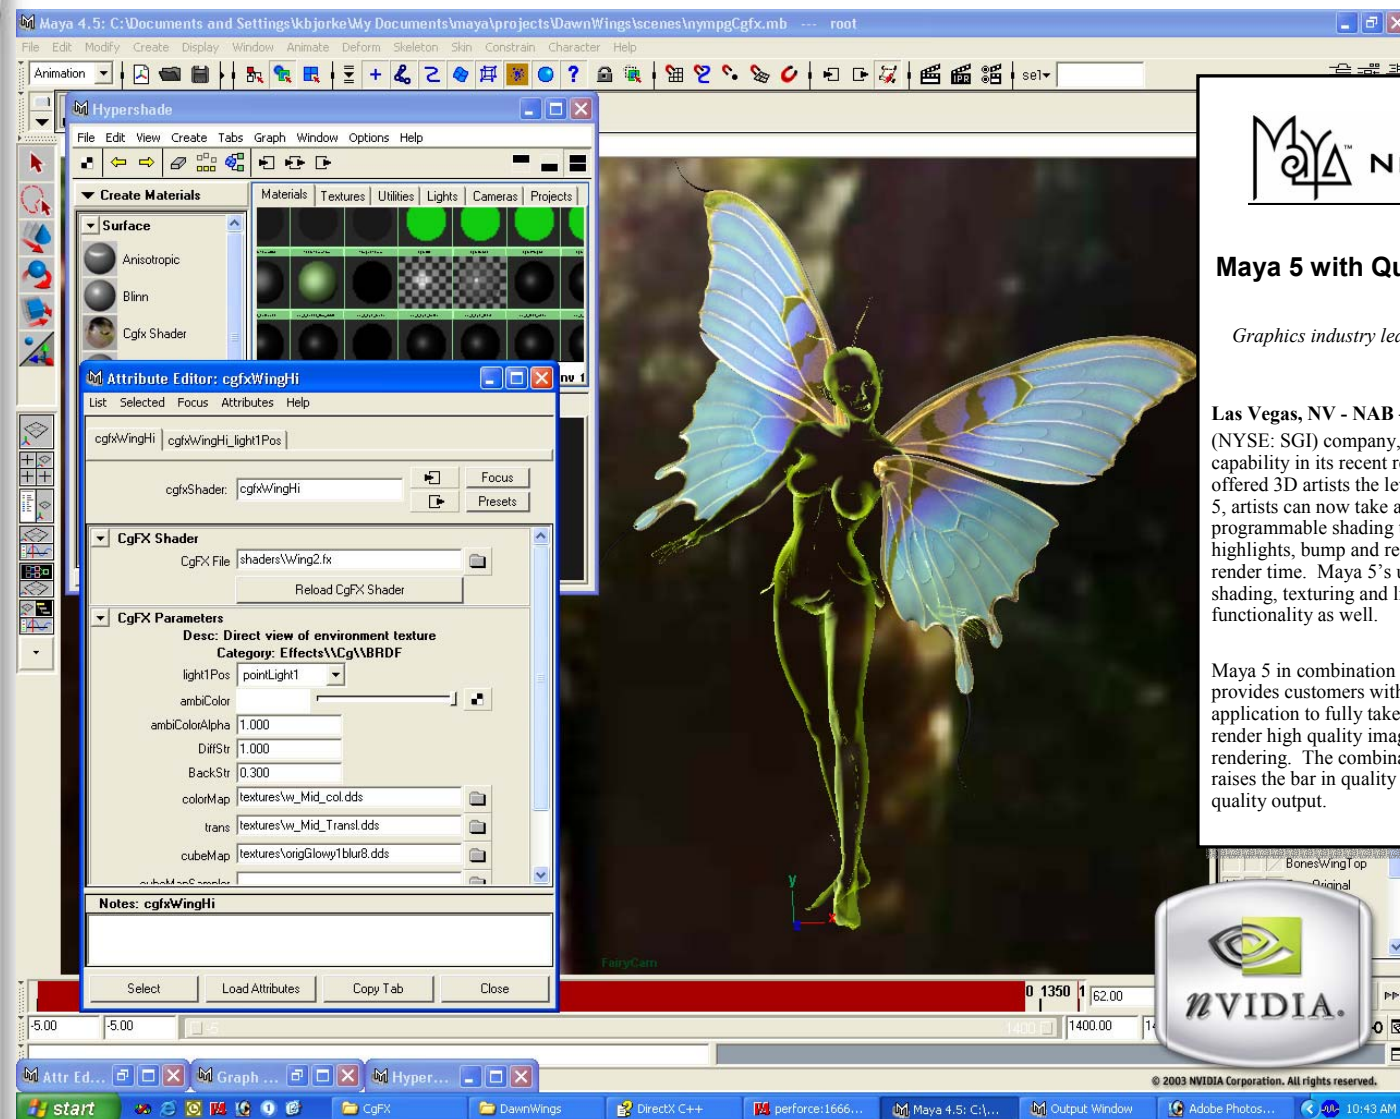 Maya 4.5: C:\Documents and Settings\kbjorke\My Documents\maya\projects\DawnWings\scenes\nympgCgfx.mb --- root
File Edit Modify Create Display Window Animate Deform Skeleton Skin Constrain Character Help
Animation
sel
Hypershade
File Edit View Create Tabs Graph Window Options Help
Create Materials
Materials Textures Utilities Lights Cameras Projects
Surface
Anisotropic
Blinn
Cgfx Shader
Attribute Editor: cgfxWingHi
List Selected Focus Attributes Help
cgfxWingHi cgfxWingHi_light1Pos
cgfxShader: cgfxWingHi
Focus
Presets
CgFX Shader
CgFX File shaders\Wing2.fx
Reload CgFX Shader
CgFX Parameters
Desc: Direct view of environment texture
Category: Effects\\Cg\\BRDF
light1Pos pointLight1
ambiColor
ambiColorAlpha 1.000
DiffStr 1.000
BackStr 0.300
colorMap textures\w_Mid_col.dds
trans textures\w_Mid_Transl.dds
cubeMap textures\origGlowy1blur8.dds
cubeMapSampler
Notes: cgfxWingHi
Select Load Attributes Copy Tab Close
y
x
FairyCam
MAYA™ N
Maya 5 with Qu
Graphics industry lea
Las Vegas, NV - NAB -
(NYSE: SGI) company,
capability in its recent re
offered 3D artists the le
5, artists can now take a
programmable shading
highlights, bump and re
render time. Maya 5's u
shading, texturing and li
functionality as well.
Maya 5 in combination
provides customers with
application to fully take
render high quality imag
rendering. The combina
raises the bar in quality
quality output.
BonesWingTop
Original
nVIDIA.
0 1350 1 62.00
-5.00 -5.00 -5 1400 1400.00
Attr Ed... Graph ... Hyper...
© 2003 NVIDIA Corporation. All rights reserved.
start CgFX DawnWings DirectX C++ perforce:1666... Maya 4.5: C:\... Output Window Adobe Photos... 10:43 AM